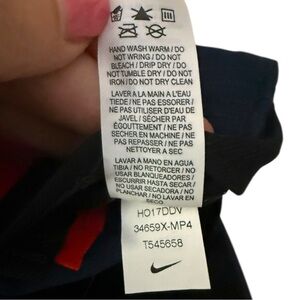 HAND WASH WARM / DO
NOT WRING / DO NOT
BLEACH / DRIP DRY / DO
NOT TUMBLE DRY / DO NOT
IRON / DO NOT DRY CLEAN
LAVER A LA MAIN A L'EAU
TIEDE / NE PAS ESSORER /
NE PAS UTILISER D'EAU DE
JAVEL / SÉCHER PAR
ÉGOUTTEMENT / NE PAS
SECHER EN MACHINE / NE
PAS REPASSER / NE PAS
NETTOYER A SEC
LAVAR A MANO EN AGUA
TIBIA / NO RETORCER / NO
USAR BLANQUEADORES /
ESCURRIR HASTA SECAR /
NO USAR SECADORA / NO
PLANCHAR / NO LAVAR EN
SECO
HO17DDV
34659X-MP4
T545658